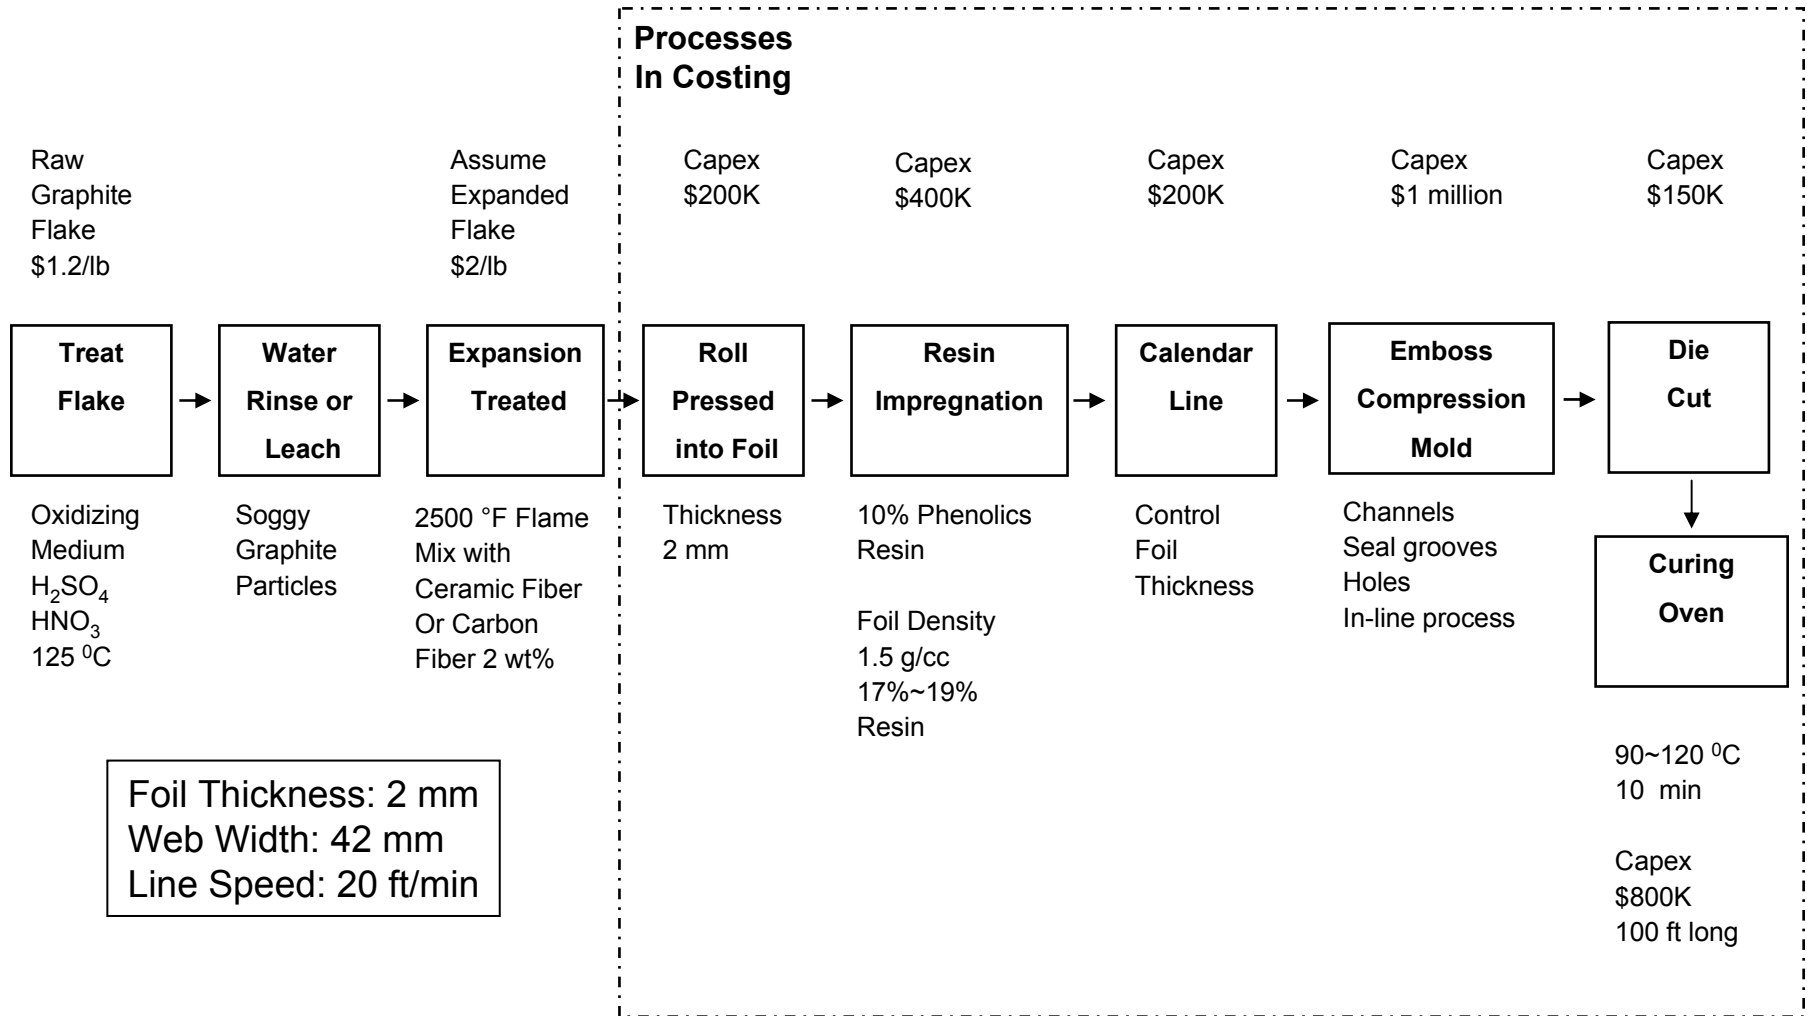 Processes
In Costing
Raw
Graphite
Flake
$1.2/lb
Assume
Expanded
Flake
$2/lb
Capex
$200K
Capex
$400K
Capex
$200K
Capex
$1 million
Capex
$150K
Treat
Flake
Water
Rinse or
Leach
Expansion
Treated
Roll
Pressed
into Foil
Resin
Impregnation
Calendar
Line
Emboss
Compression
Mold
Die
Cut
Oxidizing
Medium
H₂SO₄
HNO₃
125 ⁰C
Soggy
Graphite
Particles
2500 °F Flame
Mix with
Ceramic Fiber
Or Carbon
Fiber 2 wt%
Thickness
2 mm
10% Phenolics
Resin
Foil Density
1.5 g/cc
17%~19%
Resin
Control
Foil
Thickness
Channels
Seal grooves
Holes
In-line process
Curing
Oven
90~120 ⁰C
10 min
Capex
$800K
100 ft long
Foil Thickness: 2 mm
Web Width: 42 mm
Line Speed: 20 ft/min